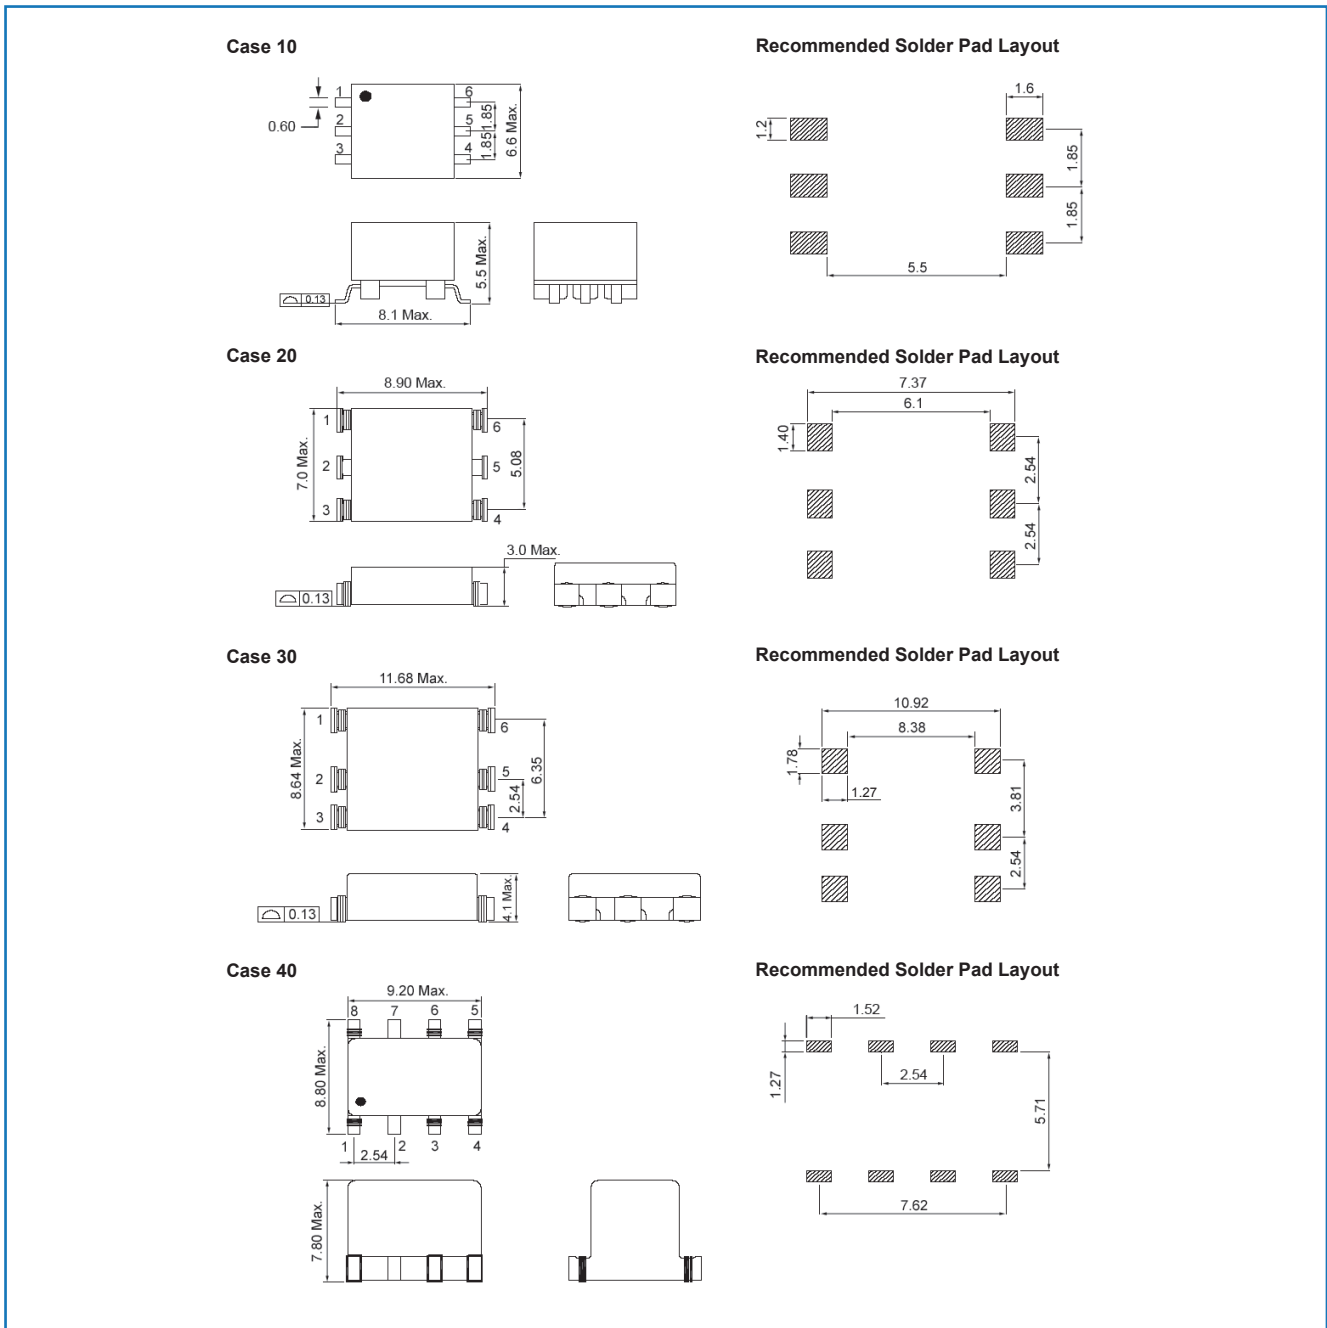 Case 10
Recommended Solder Pad Layout
1
6
2
5
3
4
0.60
1.85
1.85
6.6 Max.
1.6
1.2
1.85
1.85
5.5
5.5 Max.
0.13
8.1 Max.
Case 20
Recommended Solder Pad Layout
8.90 Max.
1
6
2
5
3
4
7.0 Max.
5.08
7.37
6.1
1.40
2.54
2.54
3.0 Max.
0.13
Case 30
Recommended Solder Pad Layout
11.68 Max.
1
6
2
5
3
4
8.64 Max.
2.54
6.35
10.92
8.38
1.78
1.27
3.81
2.54
4.1 Max.
0.13
Case 40
Recommended Solder Pad Layout
9.20 Max.
8 7 6 5
8.80 Max.
1 2 3 4
2.54
1.52
1.27
2.54
5.71
7.62
7.80 Max.